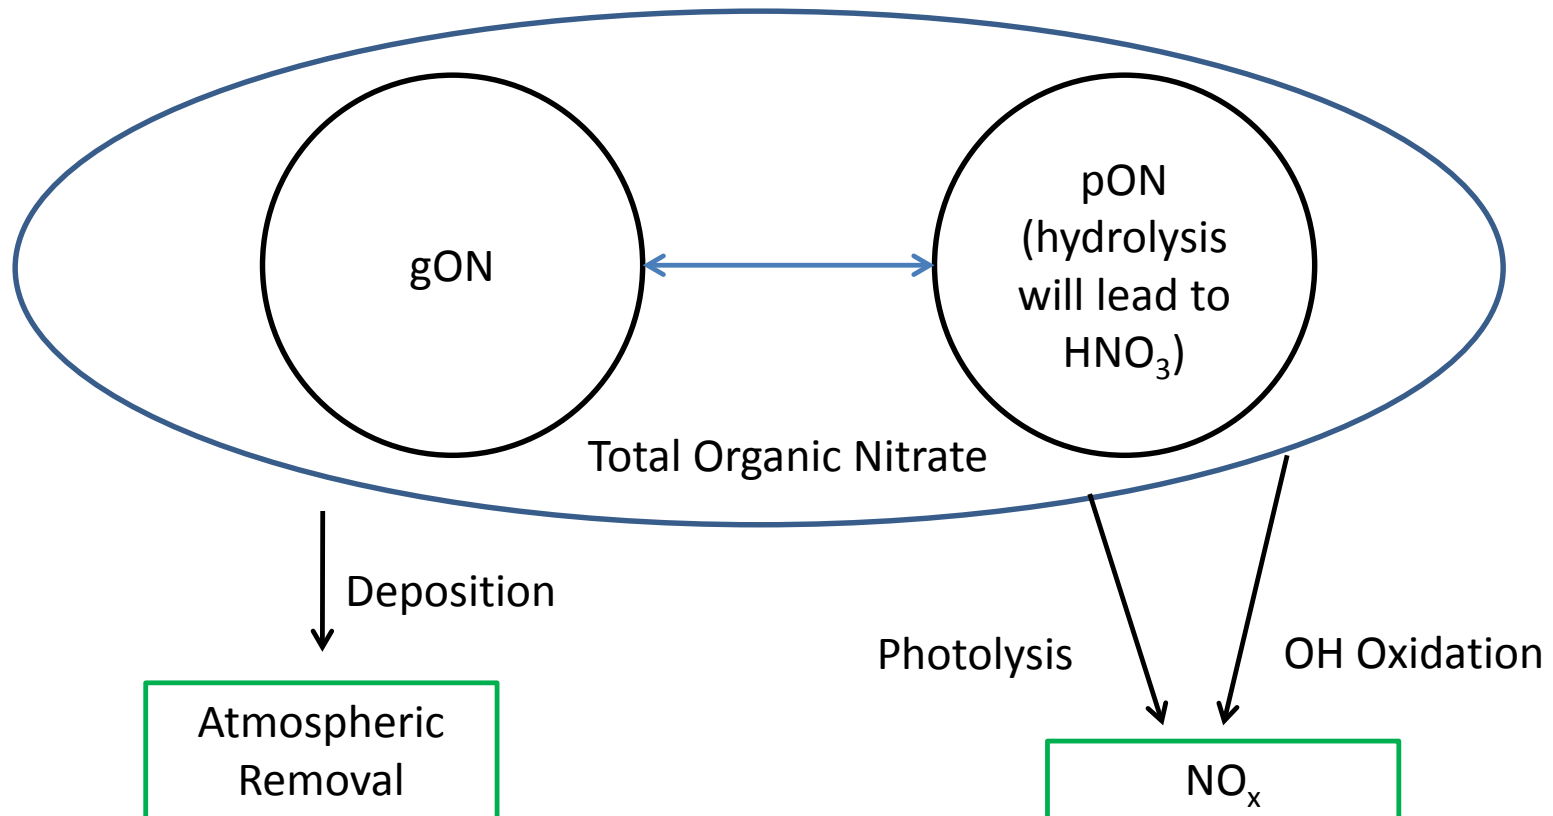 gON
pON
(hydrolysis
will lead to
HNO₃)
Total Organic Nitrate
Deposition
Photolysis
OH Oxidation
Atmospheric
Removal
NOₓ